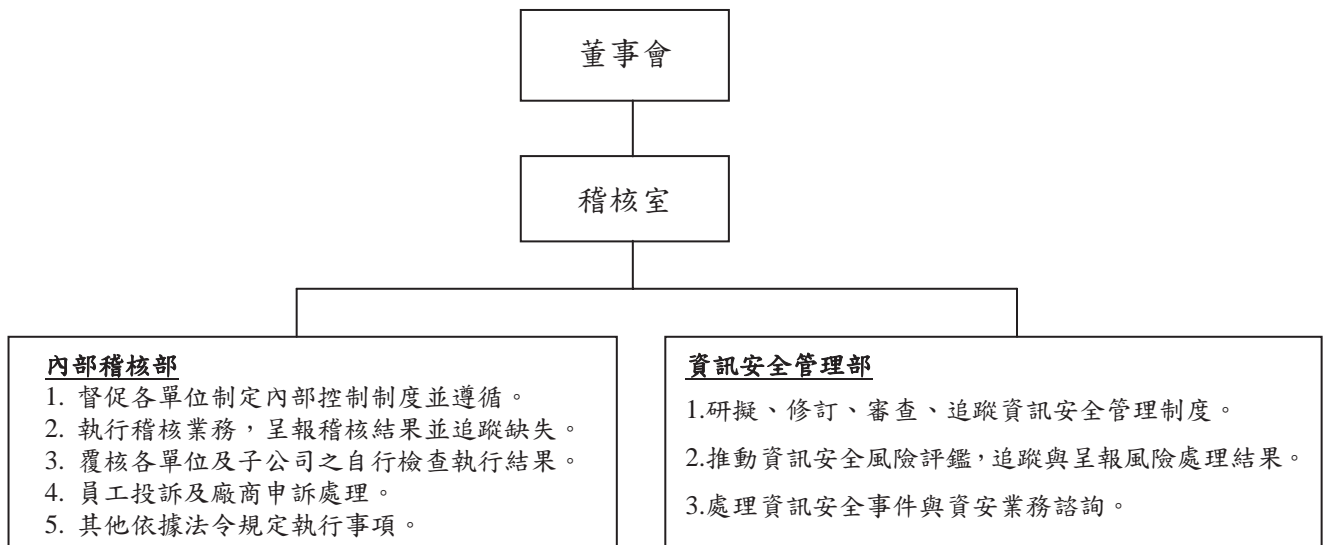 董事會
稽核室
內部稽核部
1. 督促各單位制定內部控制制度並遵循。
2. 執行稽核業務，呈報稽核結果並追蹤缺失。
3. 覆核各單位及子公司之自行檢查執行結果。
4. 員工投訴及廠商申訴處理。
5. 其他依據法令規定執行事項。
資訊安全管理部
1.研擬、修訂、審查、追蹤資訊安全管理制度。
2.推動資訊安全風險評鑑，追蹤與呈報風險處理結果。
3.處理資訊安全事件與資安業務諮詢。